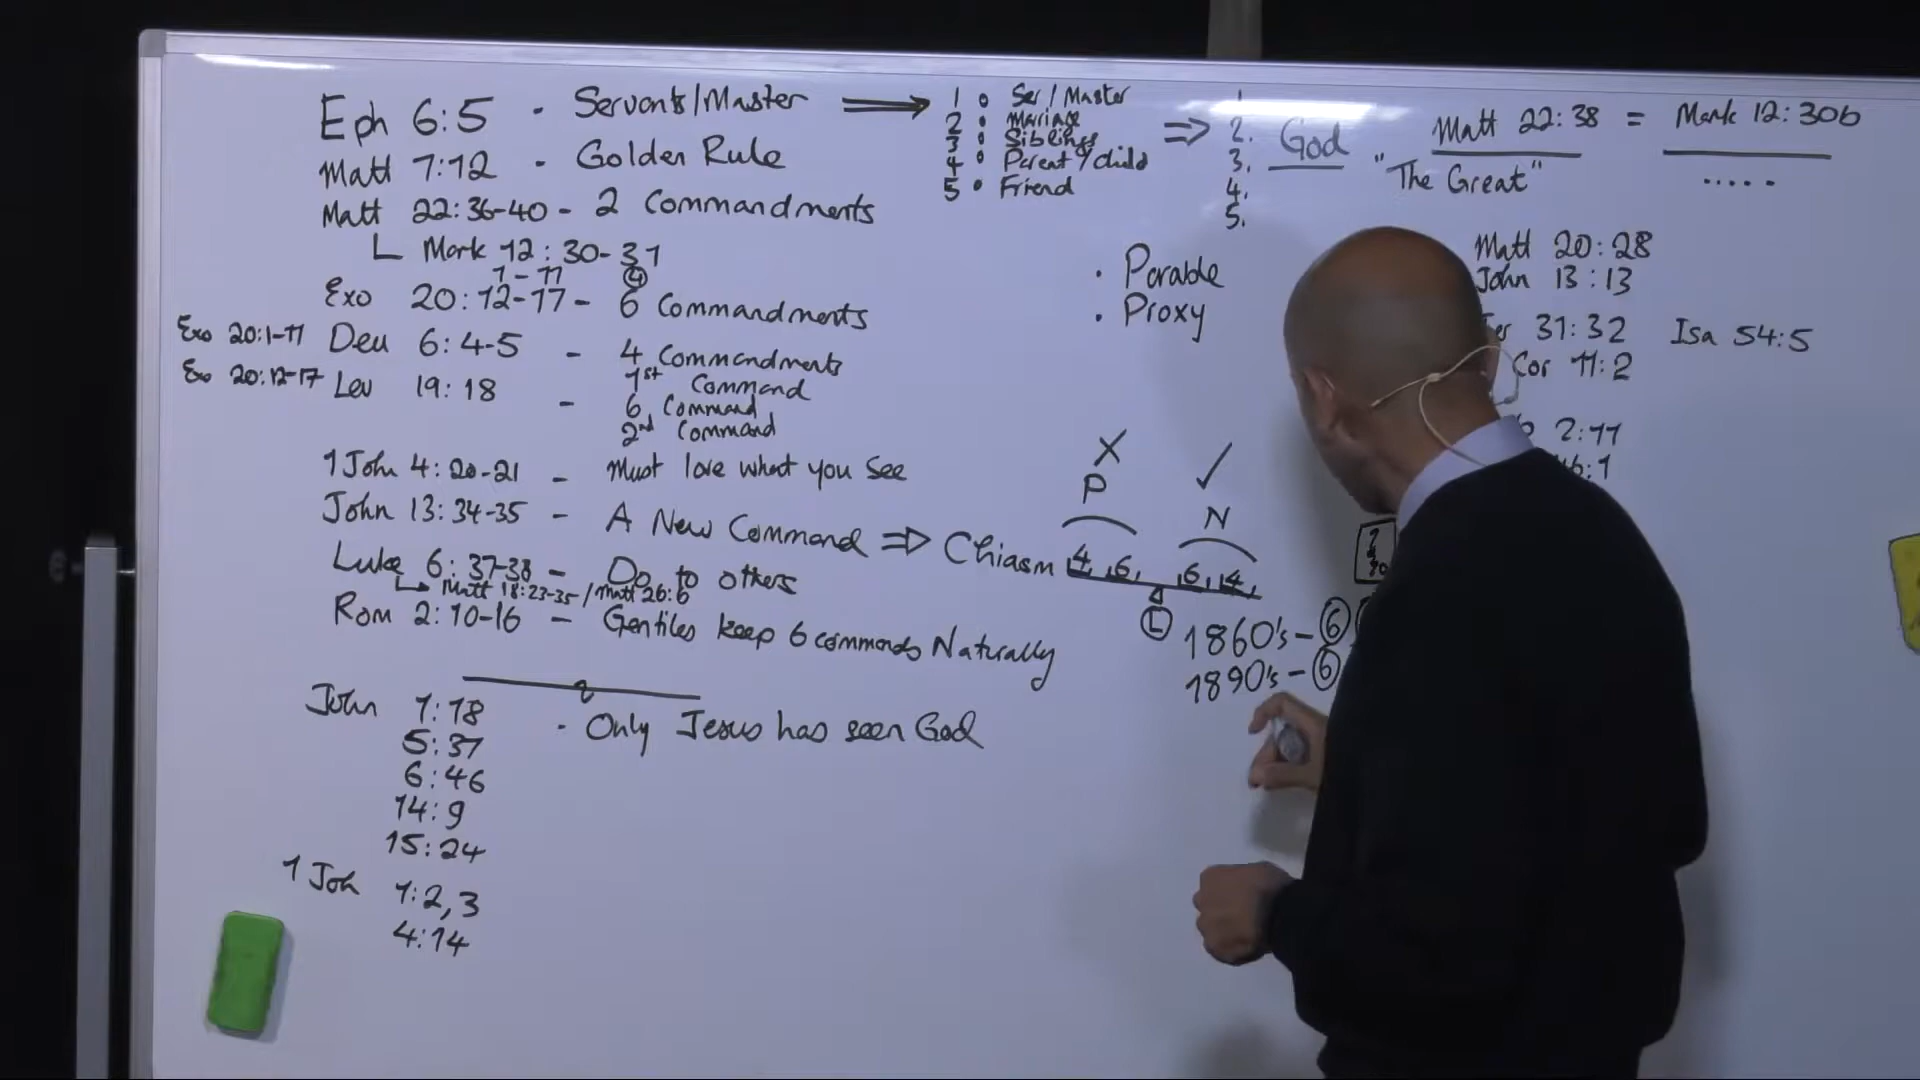 Eph 6:5 - Servants/Master ⟹
Matt 7:12 - Golden Rule
Matt 22:36-40 - 2 Commandments
Mark 12:30-31
1-11 ④
Exo 20:12-17 - 6 Commandments
Exo 20:1-11 Deu 6:4-5 - 4 Commandments
1st Command
Exo 20:12-17 Lev 19:18 - 6 Command
2nd Command
1 John 4:20-21 - Must love what you see
John 13:34-35 - A New Command ⟹ Chiasm 4, 6, 6, 4,
Luke 6:37-38 - Do to others
Matt 18:23-35 / Matt 26:6
Rom 2:10-16 - Gentiles keep 6 commands Naturally
John 1:18 - Only Jesus has seen God
5:37
6:46
14:9
15:24
1 Joh 1:2,3
4:14
1 Ser/Master
2 Marriage
3 Siblings
4 Parent/child
5 Friend
⟹
1
2. God
3.
4.
5.
Matt 22:38 = Mark 12:30b
"The Great" .....
• Parable
• Proxy
Matt 20:28
John 13:13
31:32 Isa 54:5
Cor 11:2
2:11
6:1
X ✓
P N
L
1860's - ⑥
1890's - ⑥